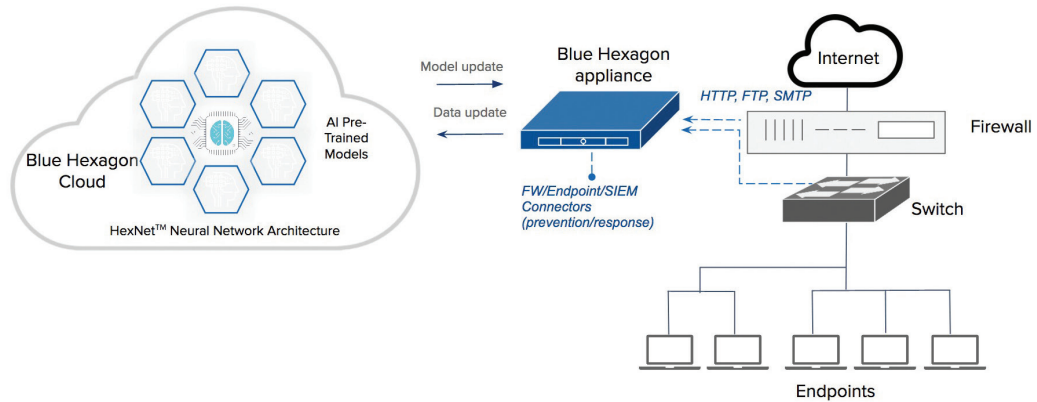 Blue Hexagon
Cloud
AI Pre-
Trained
Models
HexNet™ Neural Network Architecture
Model update
Data update
Blue Hexagon
appliance
FW/Endpoint/SIEM
Connectors
(prevention/response)
HTTP, FTP, SMTP
Internet
Firewall
Switch
Endpoints